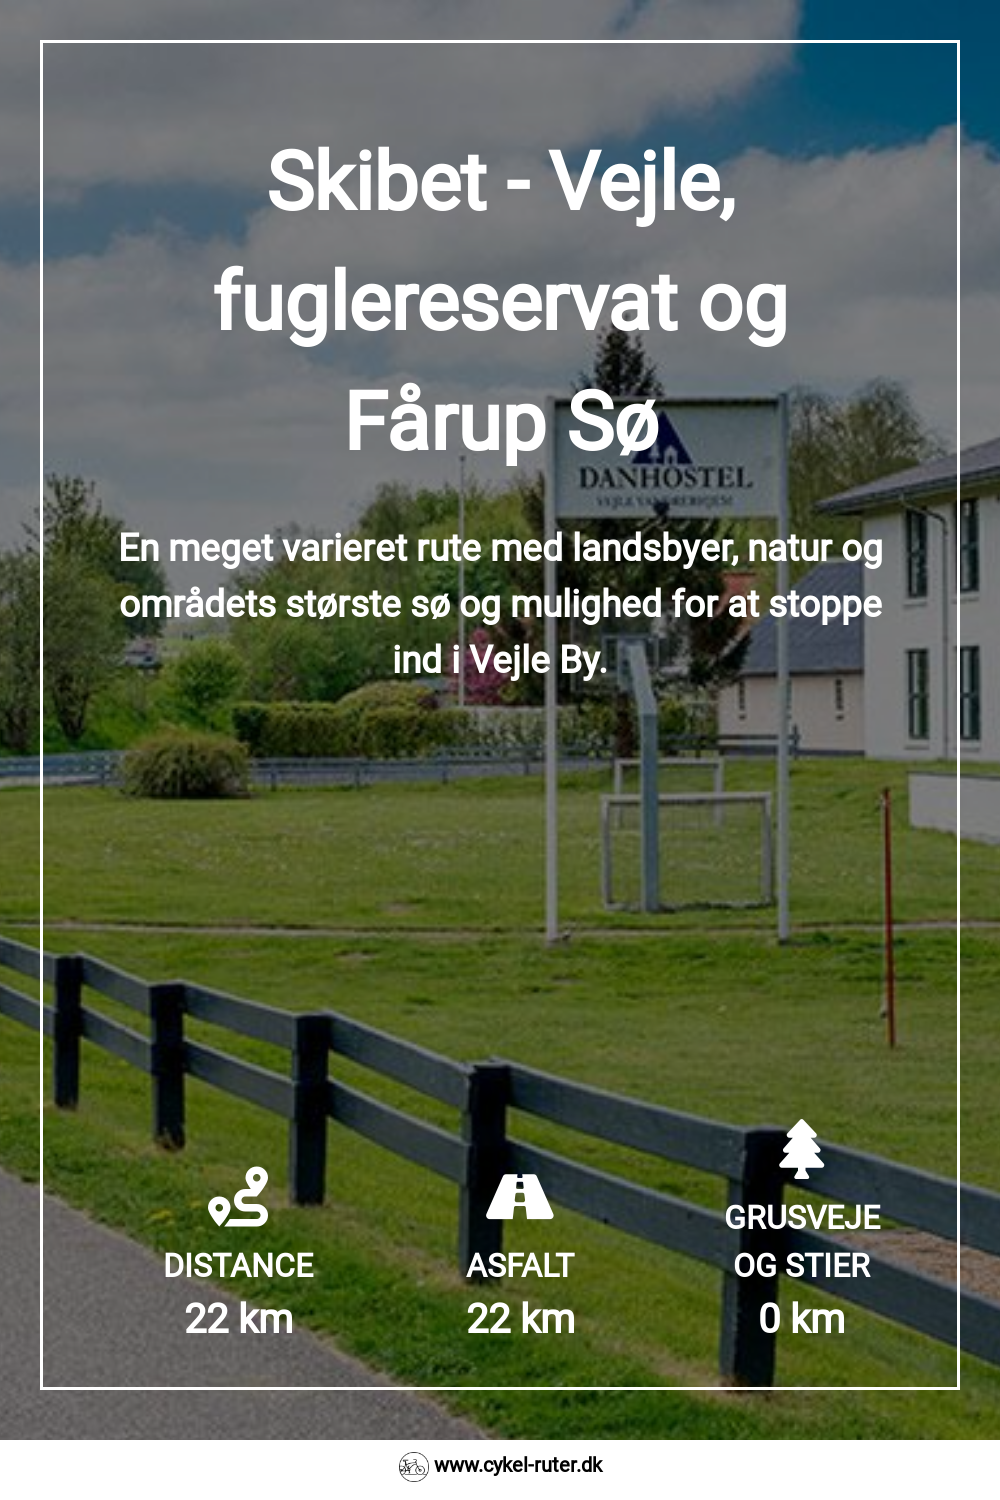 Skibet - Vejle,
fuglereservat og
Fårup Sø
DANHOSTEL
VEJLE VANDRERHJEM
En meget varieret rute med landsbyer, natur og
områdets største sø og mulighed for at stoppe
ind i Vejle By.
DISTANCE
22 km
ASFALT
22 km
GRUSVEJE
OG STIER
0 km
www.cykel-ruter.dk